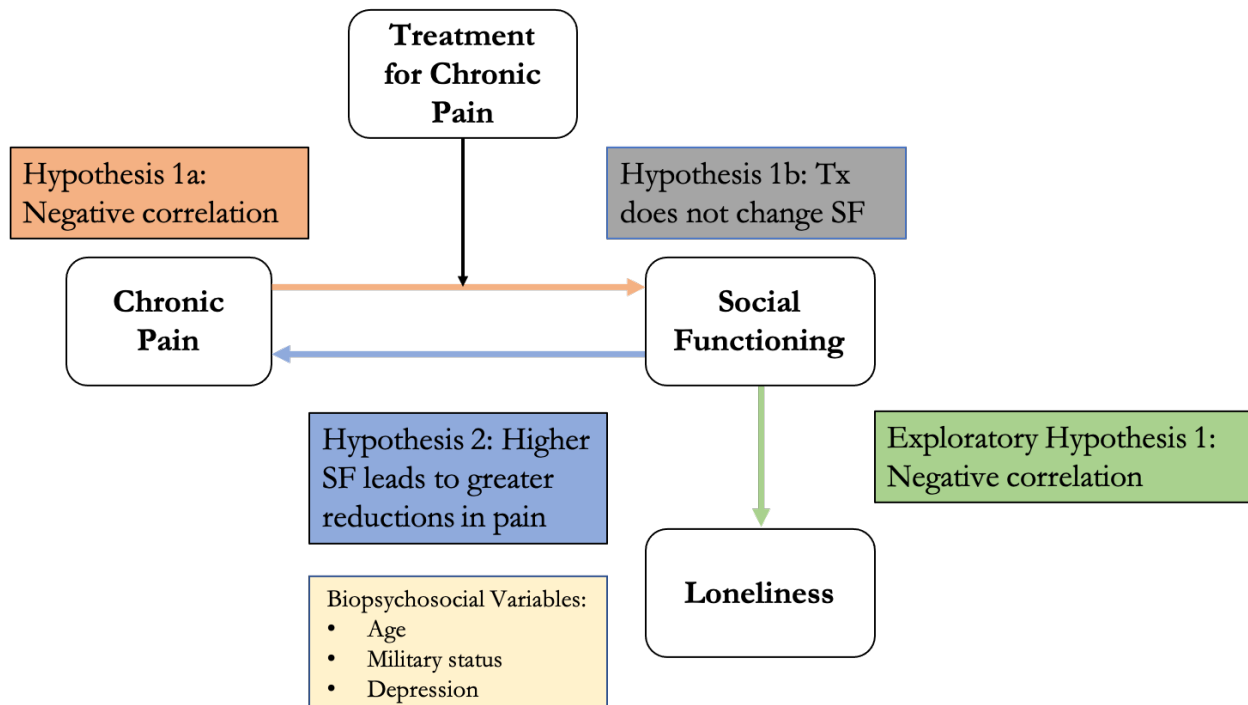 Treatment
for Chronic
Pain
Hypothesis 1a:
Negative correlation
Hypothesis 1b: Tx
does not change SF
Chronic
Pain
Social
Functioning
Hypothesis 2: Higher
SF leads to greater
reductions in pain
Exploratory Hypothesis 1:
Negative correlation
Loneliness
Biopsychosocial Variables:
• Age
• Military status
• Depression